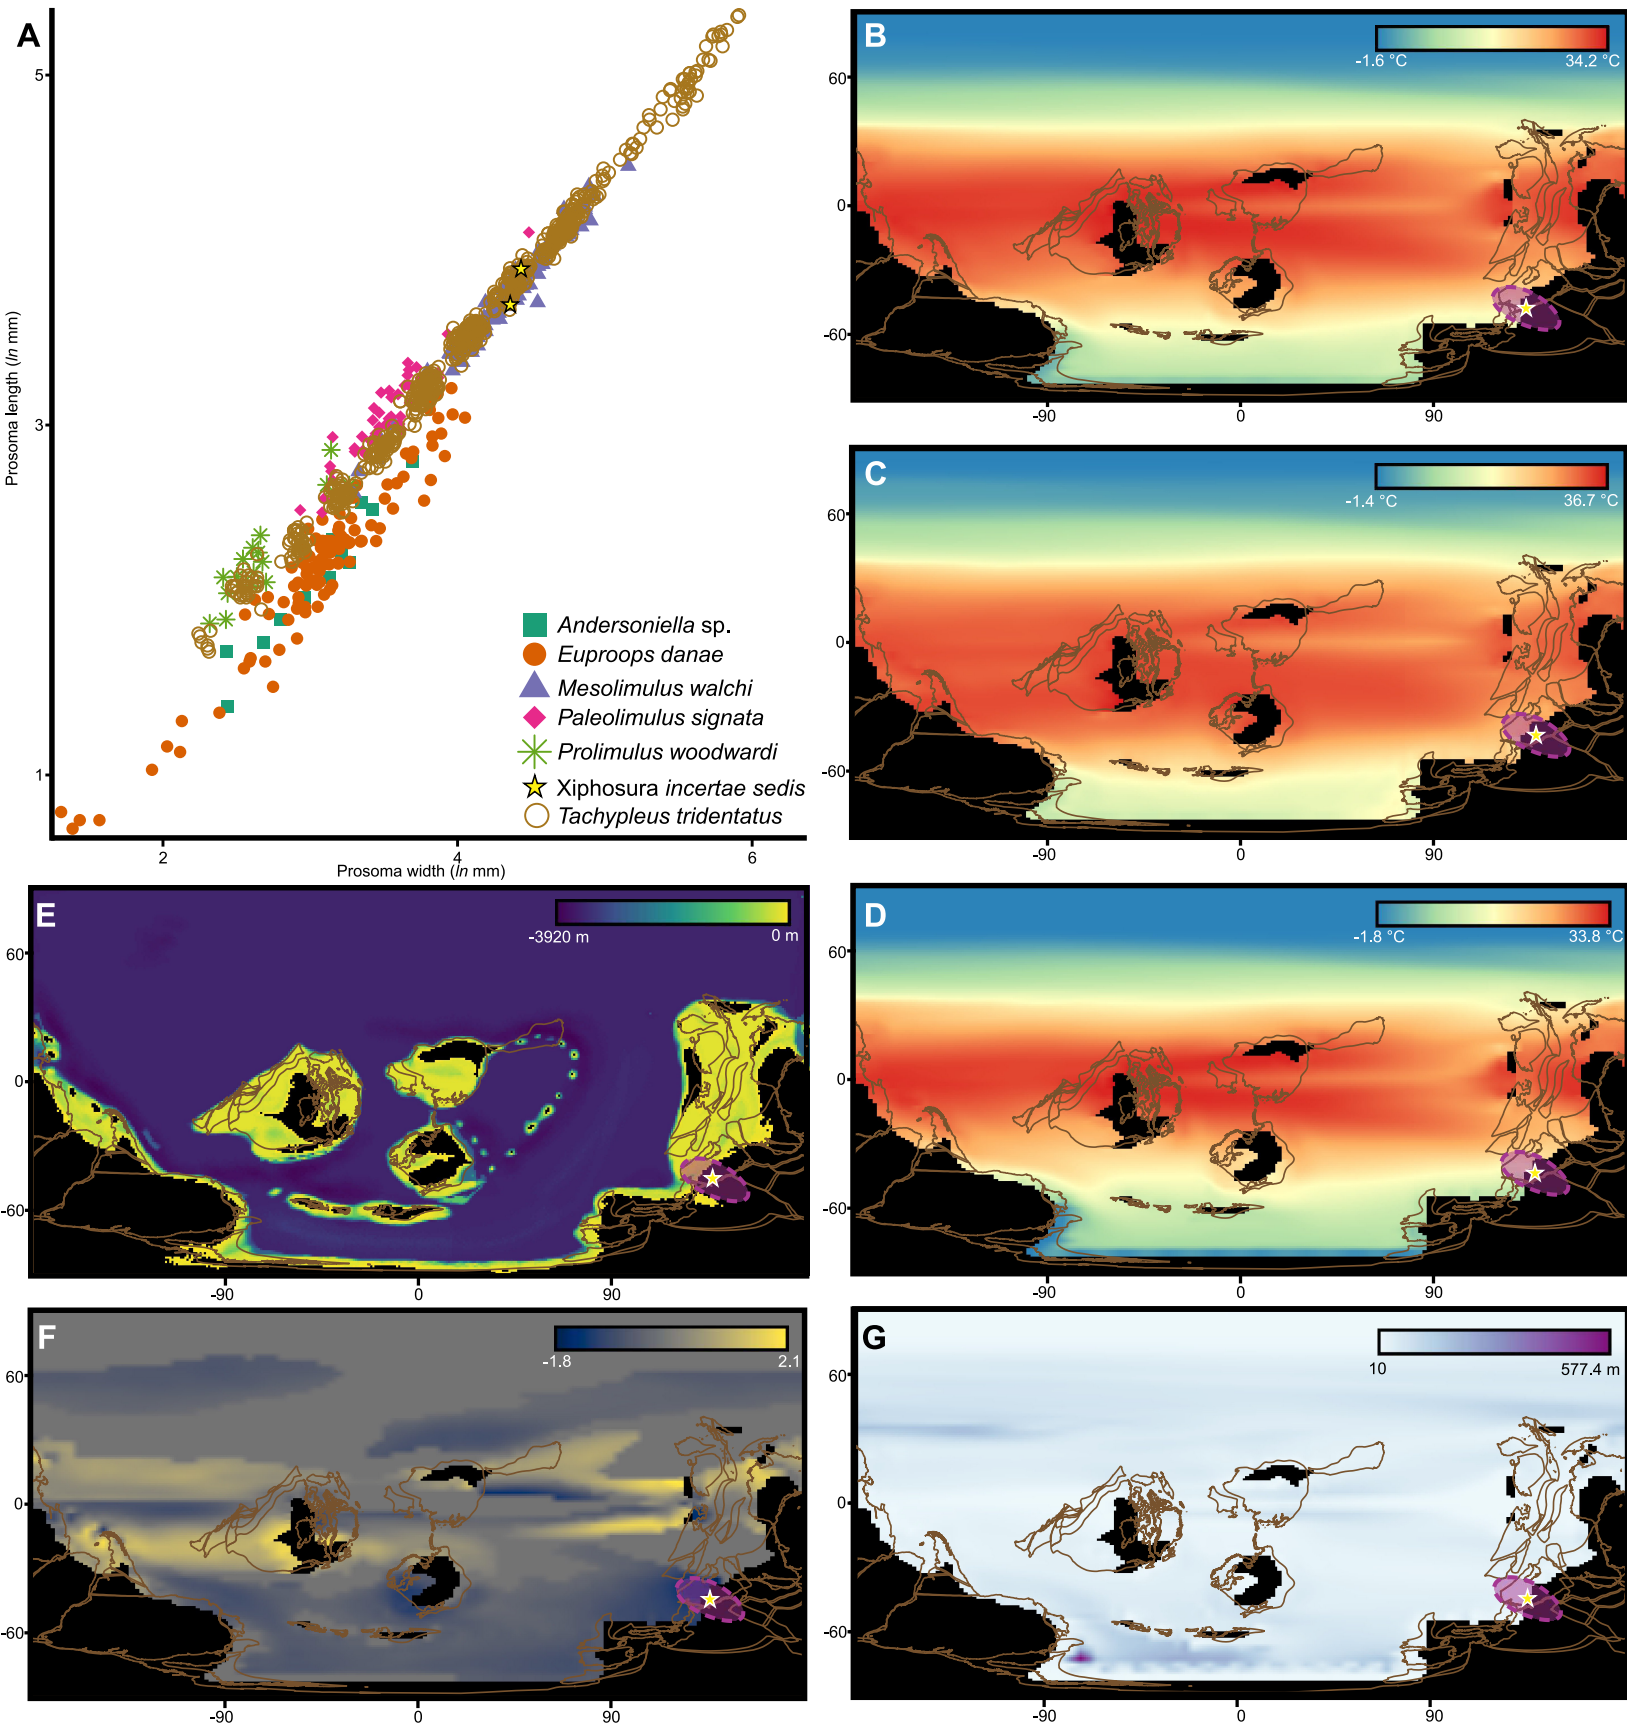 A
5
3
1
Prosoma length (ln mm)
2
4
6
Prosoma width (ln mm)
Andersoniella sp.
Euproops danae
Mesolimulus walchi
Paleolimulus signata
Prolimulus woodwardi
Xiphosura incertae sedis
Tachypleus tridentatus
B
-1.6 °C
34.2 °C
60
0
-60
-90
0
90
C
-1.4 °C
36.7 °C
60
0
-60
-90
0
90
E
-3920 m
0 m
60
0
-60
-90
0
90
D
-1.8 °C
33.8 °C
60
0
-60
-90
0
90
F
-1.8
2.1
60
0
-60
-90
0
90
G
10
577.4 m
60
0
-60
-90
0
90